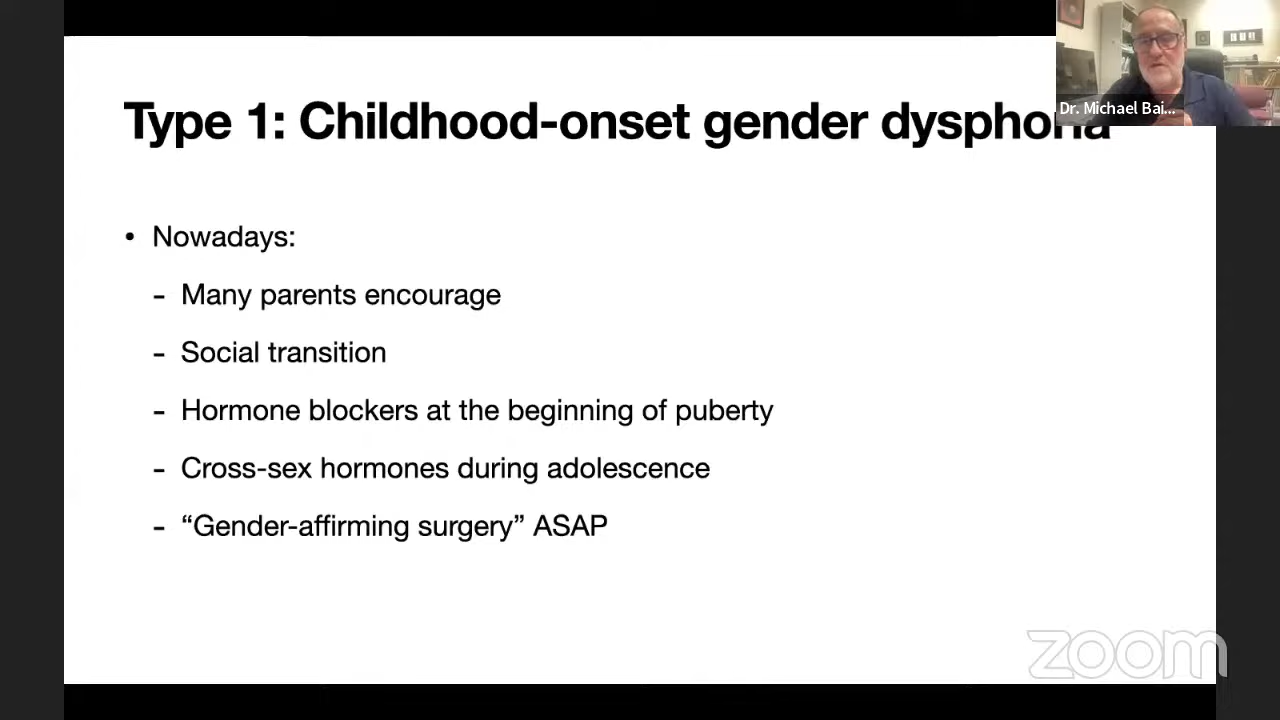 Type 1: Childhood-onset gender dysphoria
Dr. Michael Bai...
• Nowadays:
- Many parents encourage
- Social transition
- Hormone blockers at the beginning of puberty
- Cross-sex hormones during adolescence
- “Gender-affirming surgery” ASAP
zoom